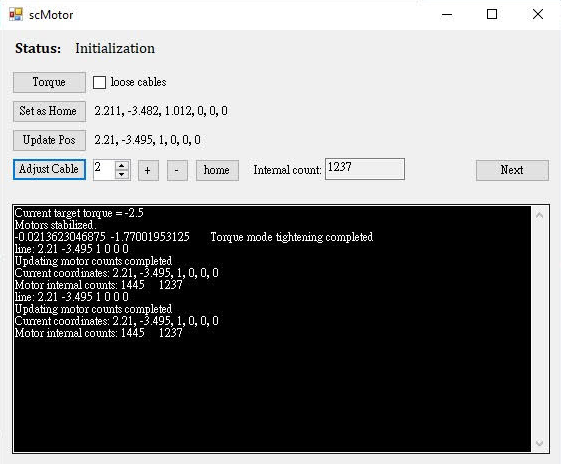 scMotor
Status: Initialization
Torque loose cables
Set as Home 2.211, -3.482, 1.012, 0, 0, 0
Update Pos 2.21, -3.495, 1, 0, 0, 0
Adjust Cable 2 + - home Internal count: 1237 Next
Current target torque = -2.5
Motors stabilized.
-0.0213623046875 -1.77001953125 Torque mode tightening completed
line: 2.21 -3.495 1 0 0 0
Updating motor counts completed
Current coordinates: 2.21, -3.495, 1, 0, 0, 0
Motor internal counts: 1445 1237
line: 2.21 -3.495 1 0 0 0
Updating motor counts completed
Current coordinates: 2.21, -3.495, 1, 0, 0, 0
Motor internal counts: 1445 1237